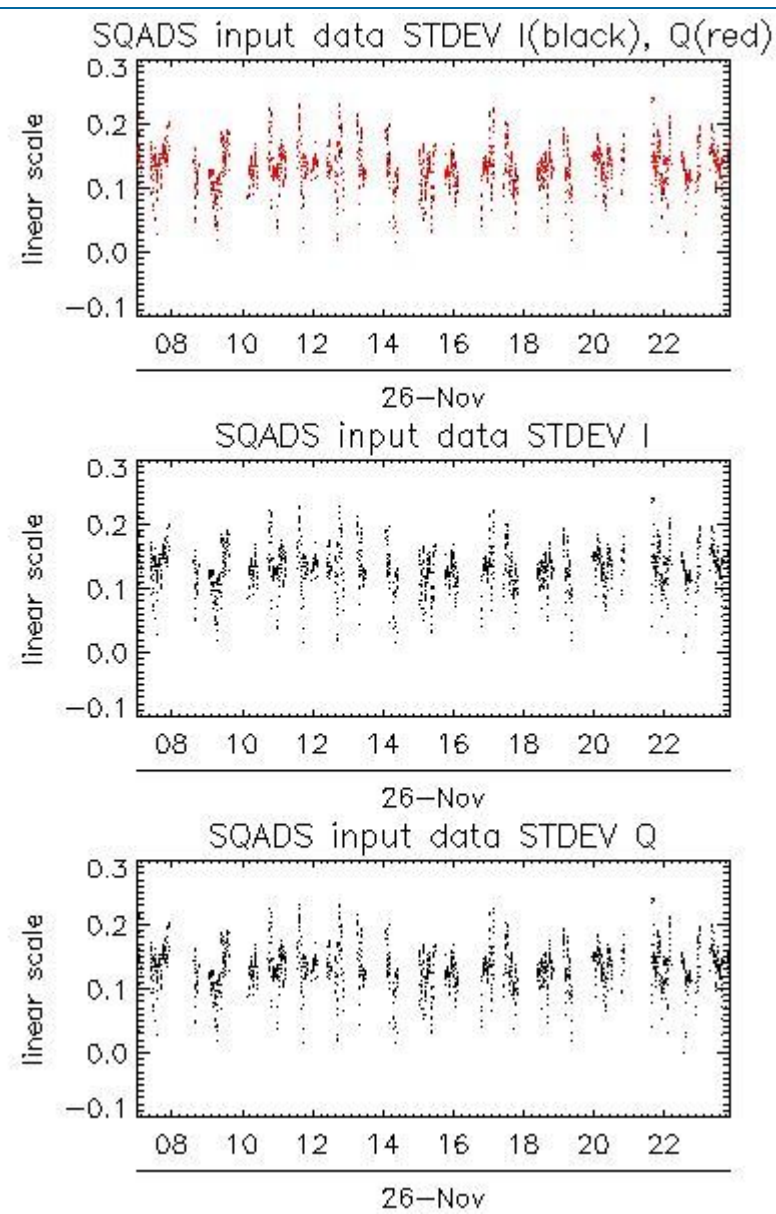 SQADS input data STDEV I(black), Q(red)
0.3
0.2
0.1
0.0
−0.1
linear scale
08 10 12 14 16 18 20 22
26−Nov
SQADS input data STDEV I
0.3
0.2
0.1
0.0
−0.1
linear scale
08 10 12 14 16 18 20 22
26−Nov
SQADS input data STDEV Q
0.3
0.2
0.1
0.0
−0.1
linear scale
08 10 12 14 16 18 20 22
26−Nov